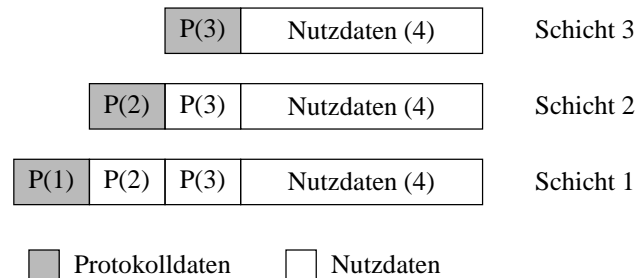 P(3) Nutzdaten (4) Schicht 3
P(2) P(3) Nutzdaten (4) Schicht 2
P(1) P(2) P(3) Nutzdaten (4) Schicht 1
Protokolldaten Nutzdaten